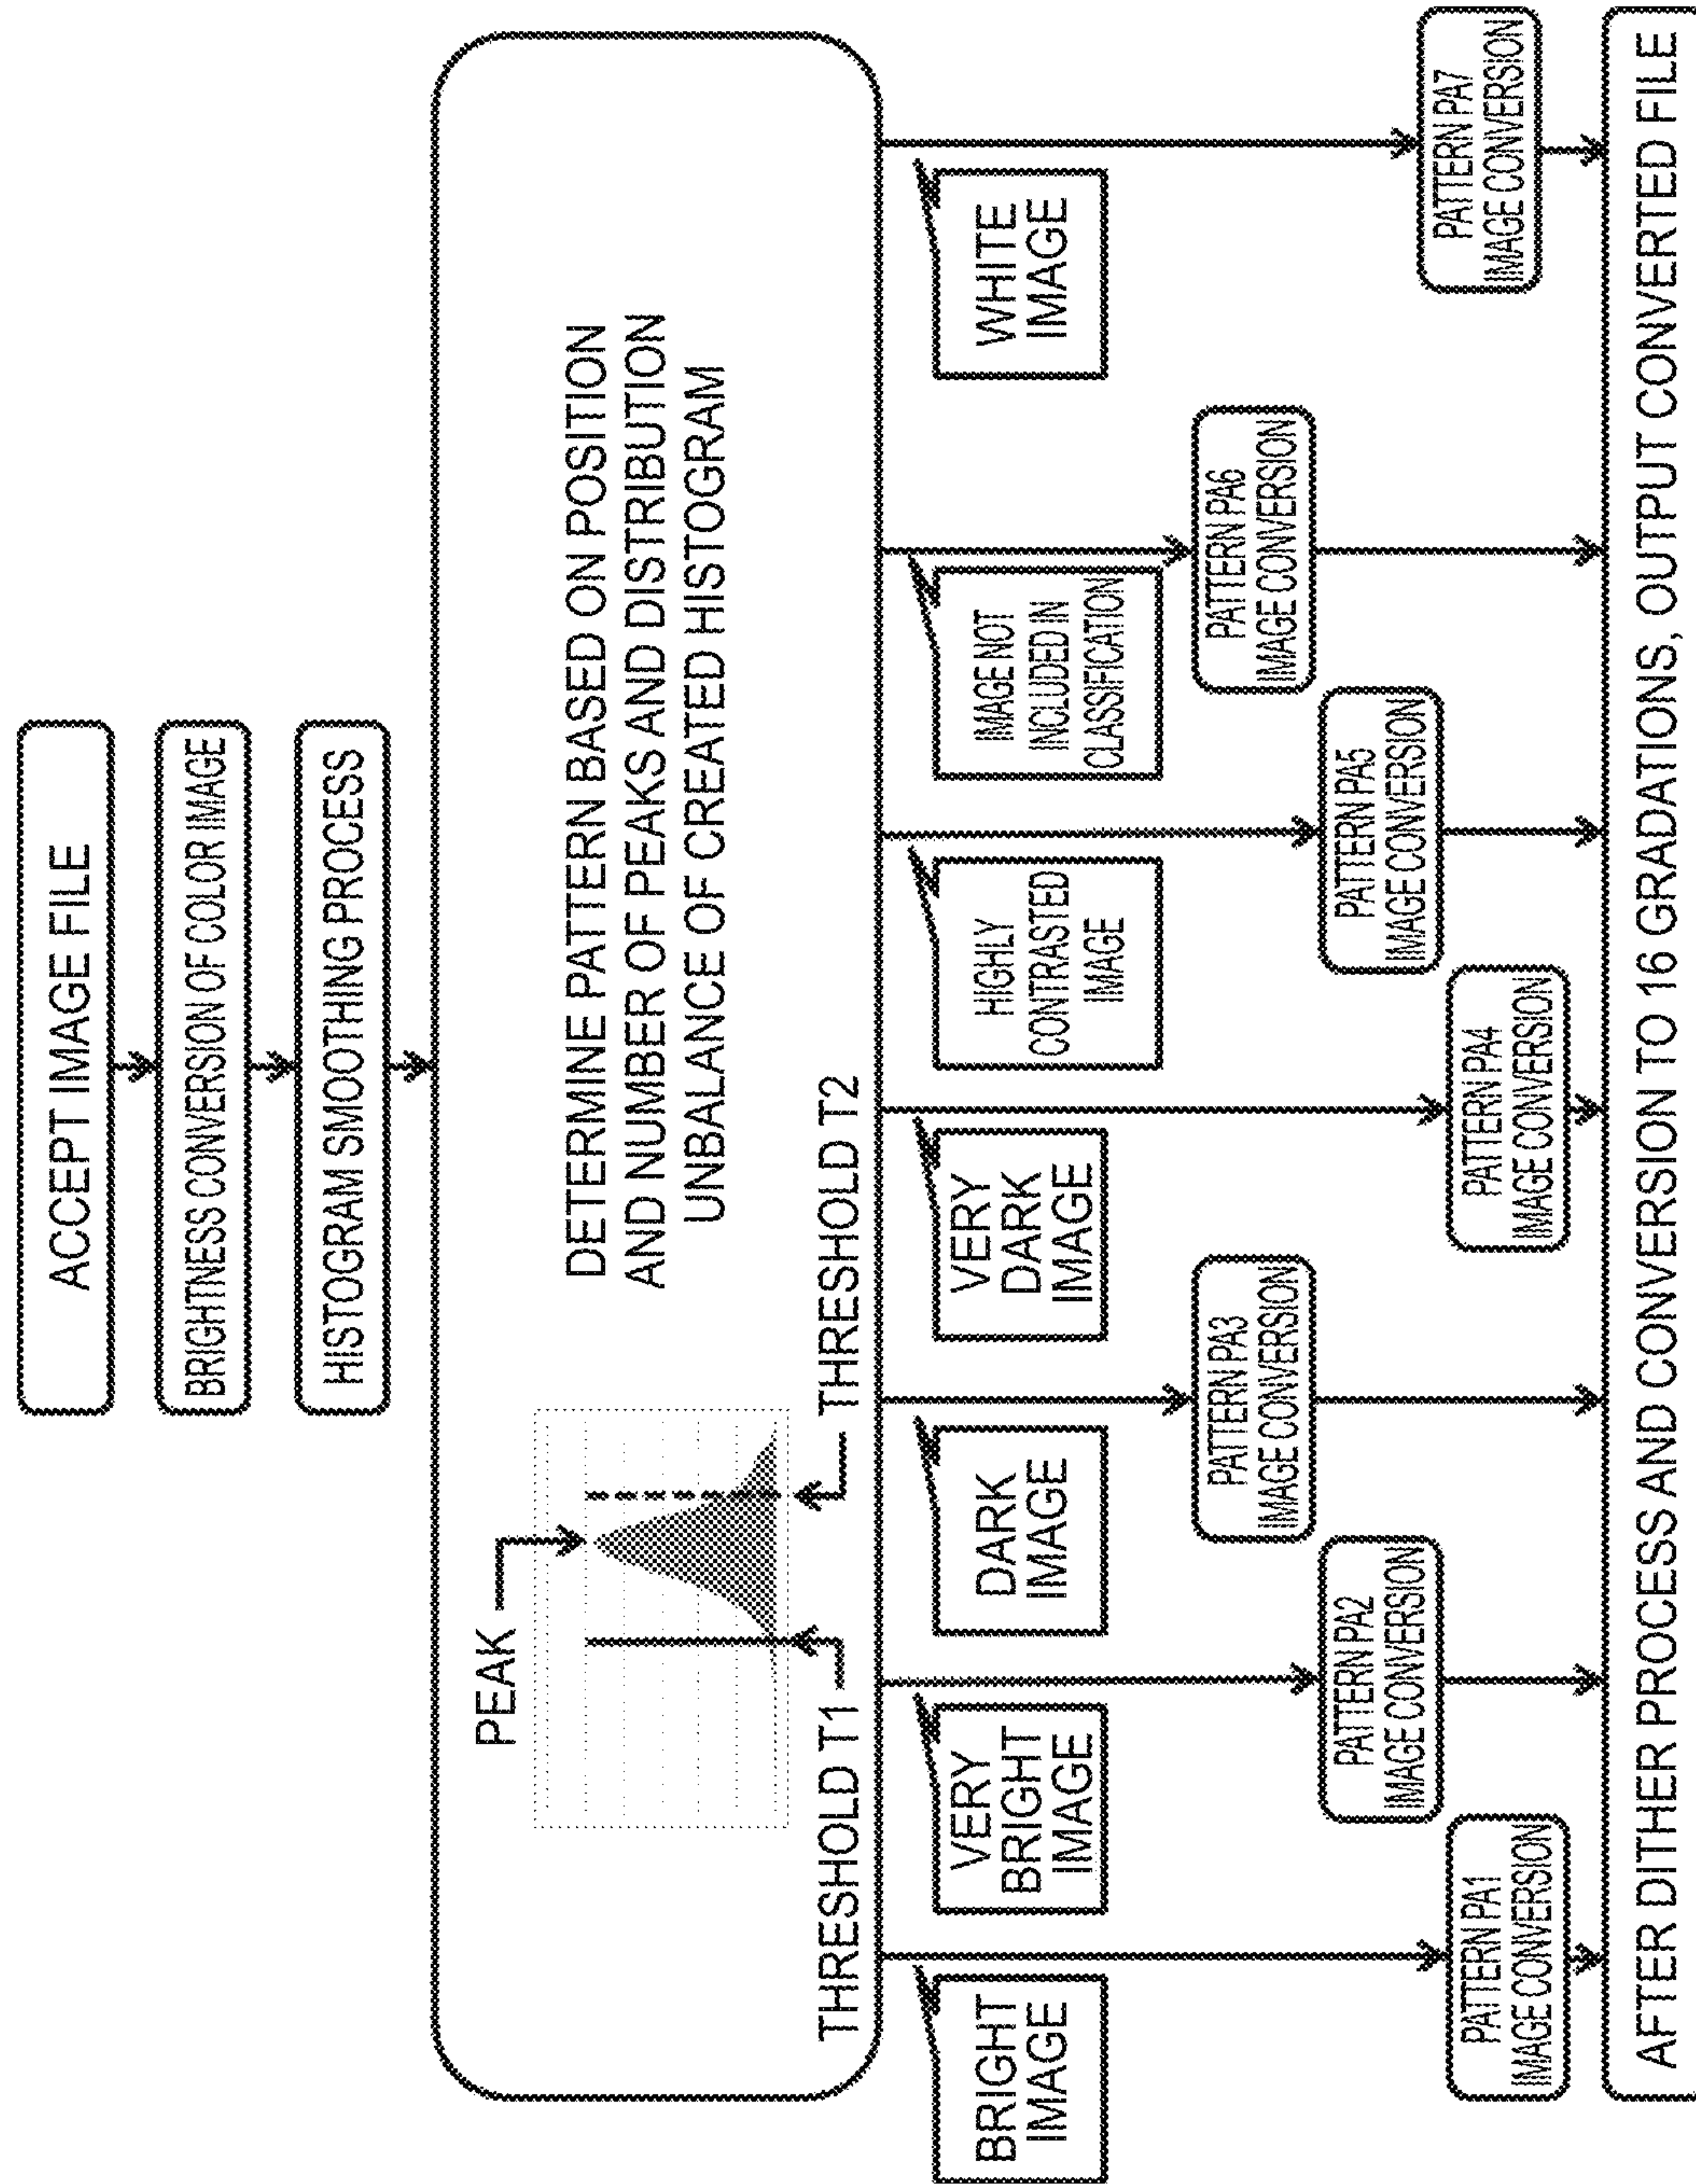 ACCEPT IMAGE FILE
BRIGHTNESS CONVERSION OF COLOR IMAGE
HISTOGRAM SMOOTHING PROCESS
PEAK
DETERMINE PATTERN BASED ON POSITION
AND NUMBER OF PEAKS AND DISTRIBUTION
UNBALANCE OF CREATED HISTOGRAM
THRESHOLD T1
THRESHOLD T2
BRIGHT
IMAGE
VERY
BRIGHT
IMAGE
DARK
IMAGE
VERY
DARK
IMAGE
HIGHLY
CONTRASTED
IMAGE
IMAGE NOT
INCLUDED IN
CLASSIFICATION
WHITE
IMAGE
PATTERN PA1
IMAGE CONVERSION
PATTERN PA2
IMAGE CONVERSION
PATTERN PA3
IMAGE CONVERSION
PATTERN PA4
IMAGE CONVERSION
PATTERN PA5
IMAGE CONVERSION
PATTERN PA6
IMAGE CONVERSION
PATTERN PA7
IMAGE CONVERSION
AFTER DITHER PROCESS AND CONVERSION TO 16 GRADATIONS, OUTPUT CONVERTED FILE